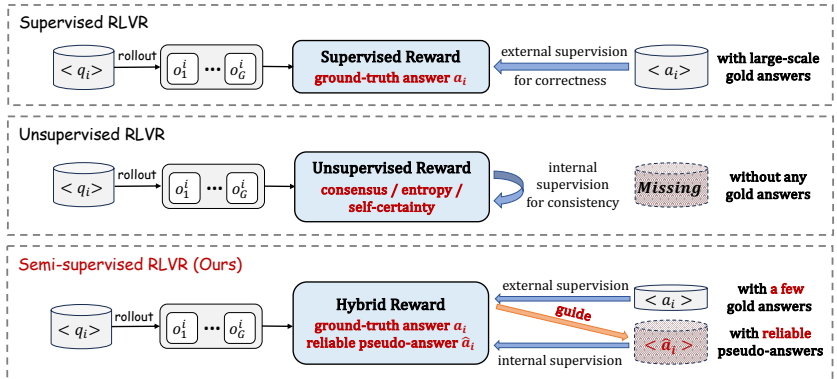 Supervised RLVR
< q_i >
rollout
o_1^i ⋯ o_G^i
Supervised Reward
ground-truth answer a_i
external supervision
for correctness
< a_i >
with large-scale
gold answers
Unsupervised RLVR
< q_i >
rollout
o_1^i ⋯ o_G^i
Unsupervised Reward
consensus / entropy /
self-certainty
internal
supervision
for consistency
Missing
without any
gold answers
Semi-supervised RLVR (Ours)
< q_i >
rollout
o_1^i ⋯ o_G^i
Hybrid Reward
ground-truth answer a_i
reliable pseudo-answer â_i
external supervision
guide
internal supervision
< a_i >
with a few
gold answers
< â_i >
with reliable
pseudo-answers